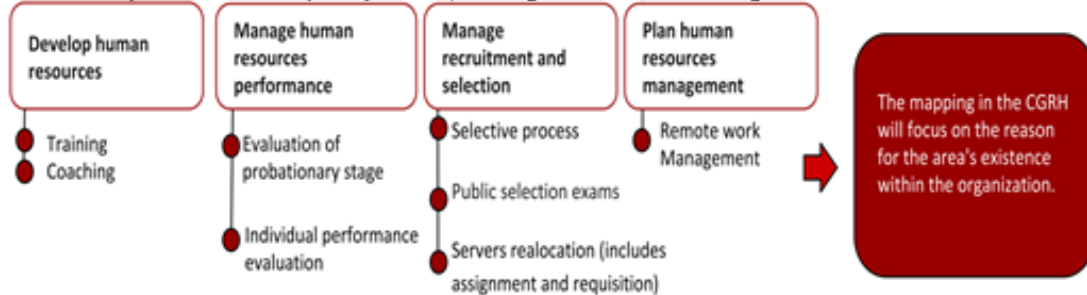 Develop human
resources
Training
Coaching
Manage human
resources
performance
Evaluation of
probationary stage
Individual performance
evaluation
Manage
recruitment and
selection
Selective process
Public selection exams
Servers realocation (includes
assignment and requisition)
Plan human
resources
management
Remote work
Management
The mapping in the CGRH
will focus on the reason
for the area's existence
within the organization.